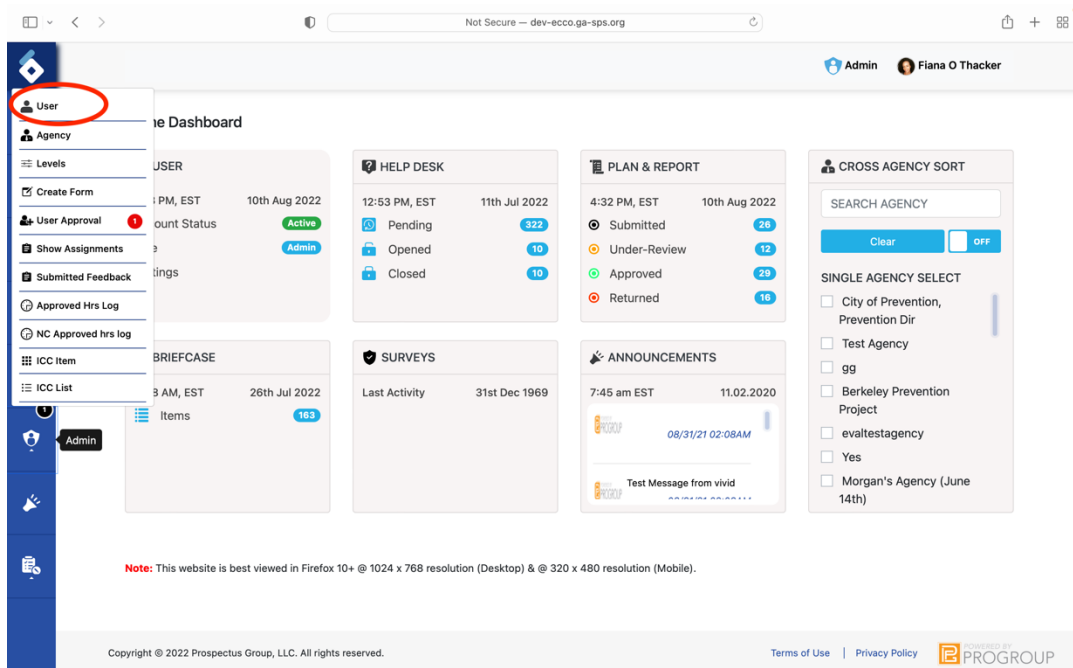 Not Secure — dev-ecco.ga-sps.org
Admin
Fiana O Thacker
User
Agency
Levels
Create Form
User Approval 1
Show Assignments
Submitted Feedback
Approved Hrs Log
NC Approved hrs log
ICC Item
ICC List
1
Admin
ne Dashboard
USER
PM, EST 10th Aug 2022
ount Status Active
Admin
tings
HELP DESK
12:53 PM, EST 11th Jul 2022
Pending 322
Opened 10
Closed 10
PLAN & REPORT
4:32 PM, EST 10th Aug 2022
Submitted 26
Under-Review 12
Approved 29
Returned 16
CROSS AGENCY SORT
SEARCH AGENCY
Clear OFF
SINGLE AGENCY SELECT
City of Prevention,
Prevention Dir
Test Agency
gg
Berkeley Prevention
Project
evaltestagency
Yes
Morgan's Agency (June
14th)
BRIEFCASE
8 AM, EST 26th Jul 2022
Items 163
SURVEYS
Last Activity 31st Dec 1969
ANNOUNCEMENTS
7:45 am EST 11.02.2020
PROGROUP
08/31/21 02:08AM
Test Message from vivid
PROGROUP
Note: This website is best viewed in Firefox 10+ @ 1024 x 768 resolution (Desktop) & @ 320 x 480 resolution (Mobile).
Copyright © 2022 Prospectus Group, LLC. All rights reserved.
Terms of Use | Privacy Policy
POWERED BY
PROGROUP